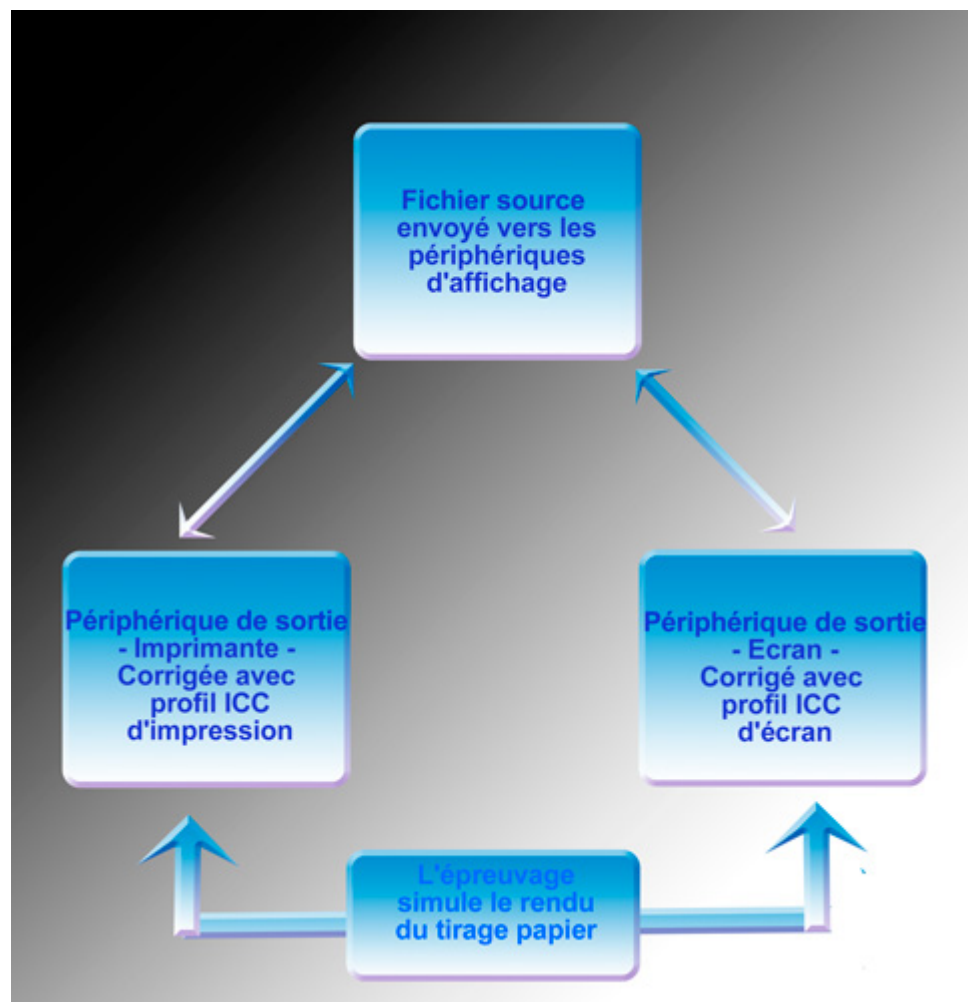 Fichier source
envoyé vers les
périphériques
d'affichage
Périphérique de sortie
- Imprimante -
Corrigée avec
profil ICC
d'impression
Périphérique de sortie
- Ecran -
Corrigé avec
profil ICC
d'écran
L'épreuvage
simule le rendu
du tirage papier